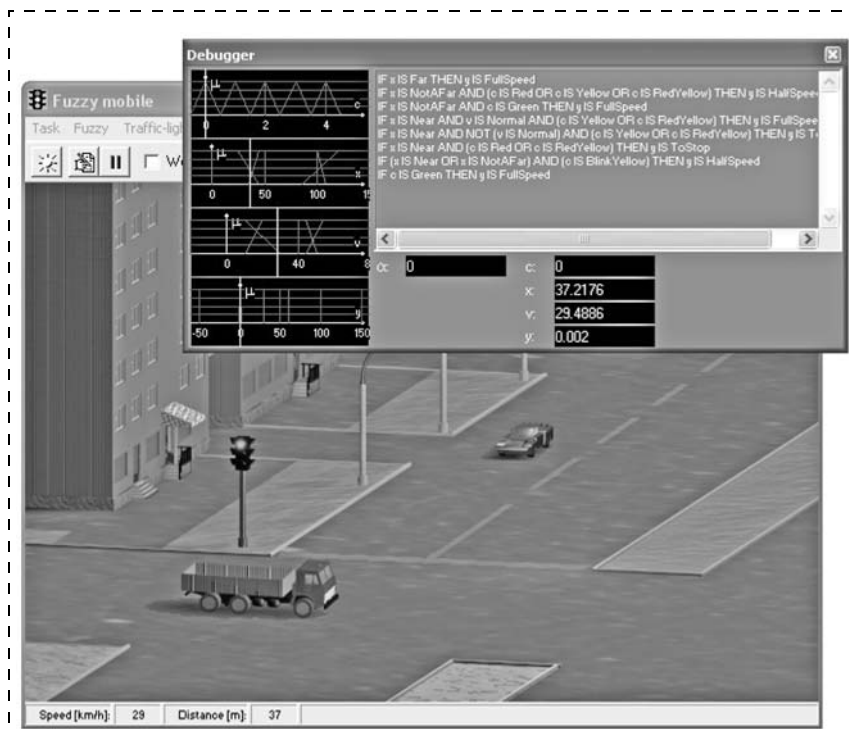 Debugger
Fuzzy mobile
Task Fuzzy Traffic-ligh
µ
c
0 2 4
µ
x
0 50 100 15
µ
v
0 40 8
µ
y
-50 0 50 100 150
IF x IS Far THEN y IS FullSpeed
IF x IS NotAFar AND (c IS Red OR c IS Yellow OR c IS RedYellow) THEN y IS HalfSpee
IF x IS NotAFar AND c IS Green THEN y IS FullSpeed
IF x IS Near AND v IS Normal AND (c IS Yellow OR c IS RedYellow) THEN y IS FullSpee
IF x IS Near AND NOT (v IS Normal) AND (c IS Yellow OR c IS RedYellow) THEN y IS T
IF x IS Near AND (c IS Red OR c IS RedYellow) THEN y IS ToStop
IF (x IS Near OR x IS NotAFar) AND (c IS BlinkYellow) THEN y IS HalfSpeed
IF c IS Green THEN y IS FullSpeed
α: 0 c: 0
x: 37.2176
v: 29.4886
y: 0.002
Speed [km/h]: 29 Distance [m]: 37